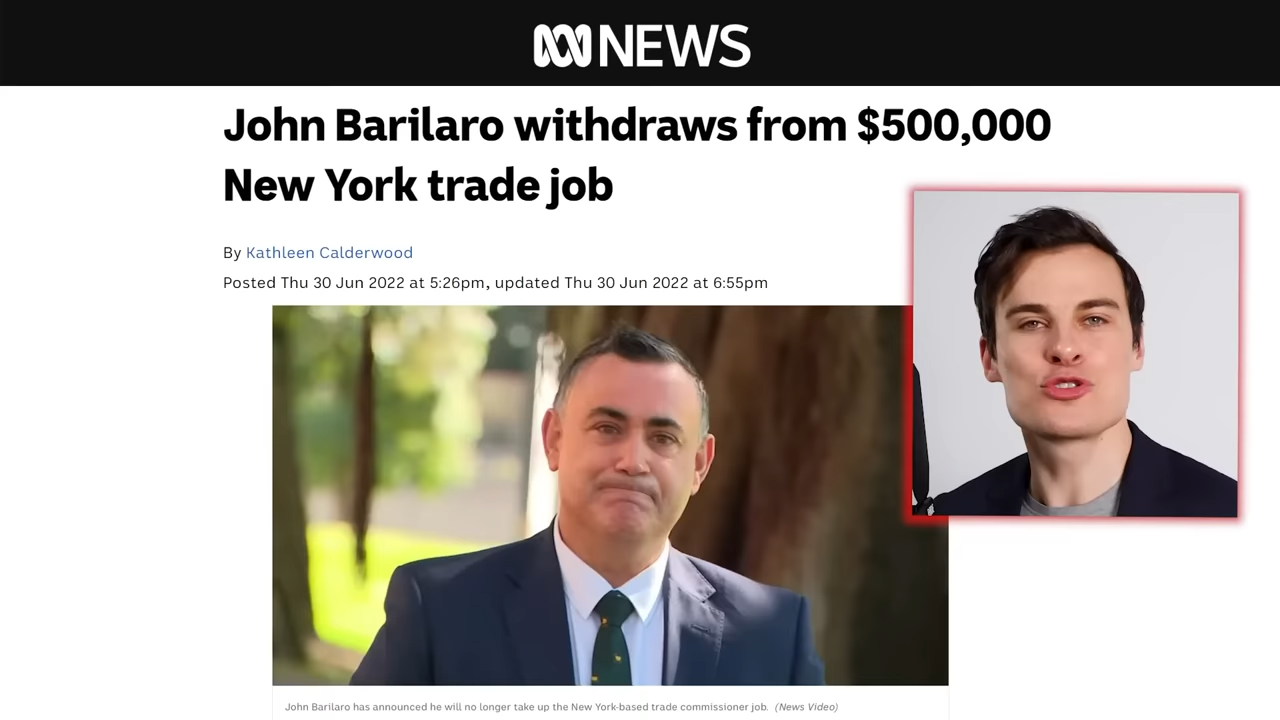 NEWS
John Barilaro withdraws from $500,000
New York trade job
By Kathleen Calderwood
Posted Thu 30 Jun 2022 at 5:26pm, updated Thu 30 Jun 2022 at 6:55pm
John Barilaro has announced he will no longer take up the New York-based trade commissioner job. (News Video)